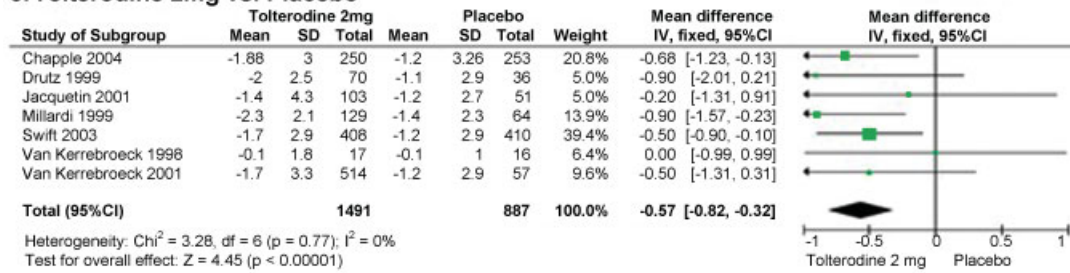 Tolterodine 2mg Placebo Mean difference Mean difference
Study of Subgroup Mean SD Total Mean SD Total Weight IV, fixed, 95%CI IV, fixed, 95%CI
Chapple 2004 -1.88 3 250 -1.2 3.26 253 20.8% -0.68 [-1.23, -0.13]
Drutz 1999 -2 2.5 70 -1.1 2.9 36 5.0% -0.90 [-2.01, 0.21]
Jacquetin 2001 -1.4 4.3 103 -1.2 2.7 51 5.0% -0.20 [-1.31, 0.91]
Millardi 1999 -2.3 2.1 129 -1.4 2.3 64 13.9% -0.90 [-1.57, -0.23]
Swift 2003 -1.7 2.9 408 -1.2 2.9 410 39.4% -0.50 [-0.90, -0.10]
Van Kerrebroeck 1998 -0.1 1.8 17 -0.1 1 16 6.4% 0.00 [-0.99, 0.99]
Van Kerrebroeck 2001 -1.7 3.3 514 -1.2 2.9 57 9.6% -0.50 [-1.31, 0.31]
Total (95%CI) 1491 887 100.0% -0.57 [-0.82, -0.32]
Heterogeneity: Chi² = 3.28, df = 6 (p = 0.77); I² = 0%
Test for overall effect: Z = 4.45 (p < 0.00001)
-1 -0.5 0 0.5 1
Tolterodine 2 mg Placebo